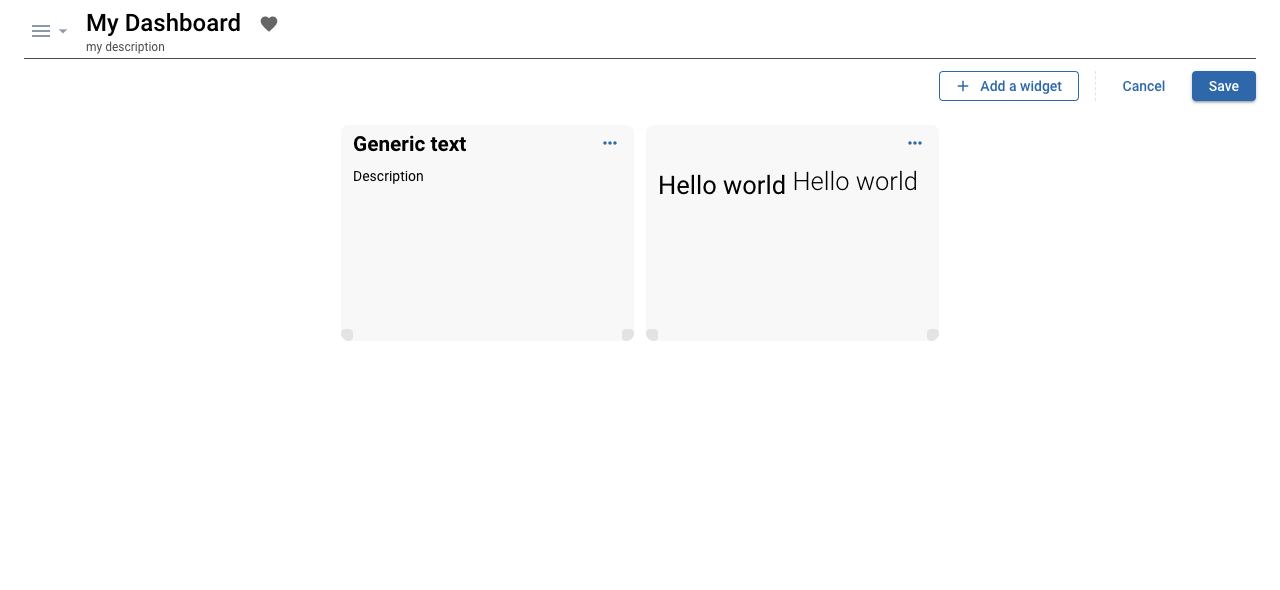 My Dashboard
my description
Add a widget Cancel Save
Generic text
Description
Hello world Hello world